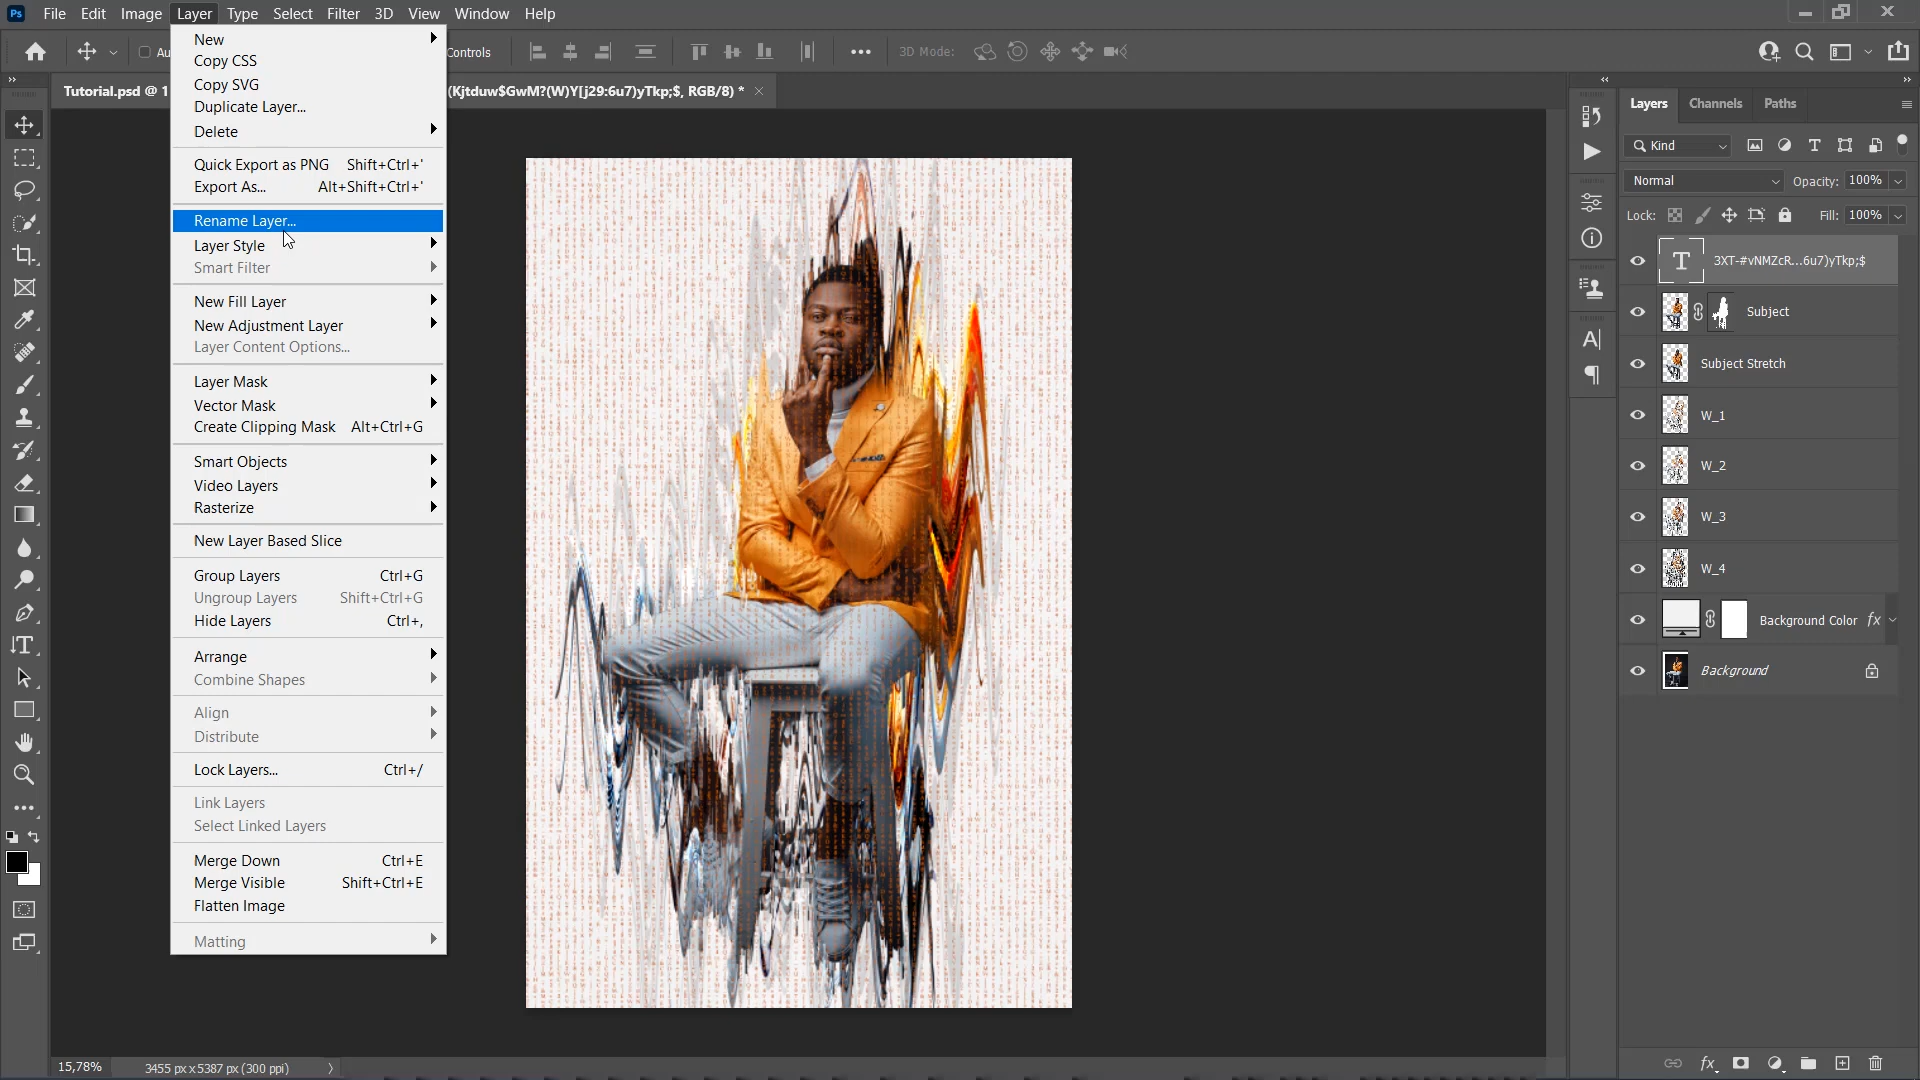 Ps File Edit Image Layer Type Select Filter 3D View Window Help
Controls 3D Mode:
Tutorial.psd @ 1 (Kjtduw$GwM?(W)Y[j29:6u7)yTkp;$, RGB/8) *
New
Copy CSS
Copy SVG
Duplicate Layer...
Delete
Quick Export as PNG Shift+Ctrl+'
Export As... Alt+Shift+Ctrl+'
Rename Layer...
Layer Style
Smart Filter
New Fill Layer
New Adjustment Layer
Layer Content Options...
Layer Mask
Vector Mask
Create Clipping Mask Alt+Ctrl+G
Smart Objects
Video Layers
Rasterize
New Layer Based Slice
Group Layers Ctrl+G
Ungroup Layers Shift+Ctrl+G
Hide Layers Ctrl+,
Arrange
Combine Shapes
Align
Distribute
Lock Layers... Ctrl+/
Link Layers
Select Linked Layers
Merge Down Ctrl+E
Merge Visible Shift+Ctrl+E
Flatten Image
Matting
15,78% 3455 px x 5387 px (300 ppi)
Layers Channels Paths
Kind
Normal Opacity: 100%
Lock: Fill: 100%
3XT-#vNMZcR...6u7)yTkp;$
Subject
Subject Stretch
W_1
W_2
W_3
W_4
Background Color fx
Background
fx